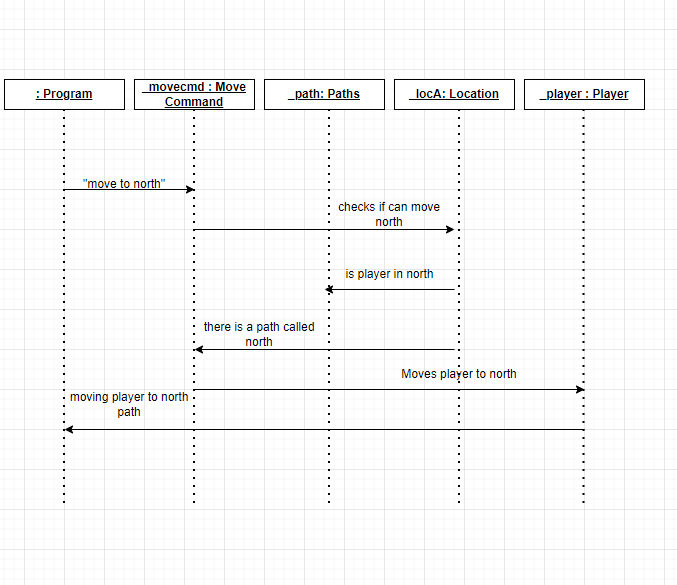 : Program
_movecmd : Move
Command
_path: Paths
_locA: Location
_player : Player
"move to north"
checks if can move
north
is player in north
there is a path called
north
Moves player to north
moving player to north
path